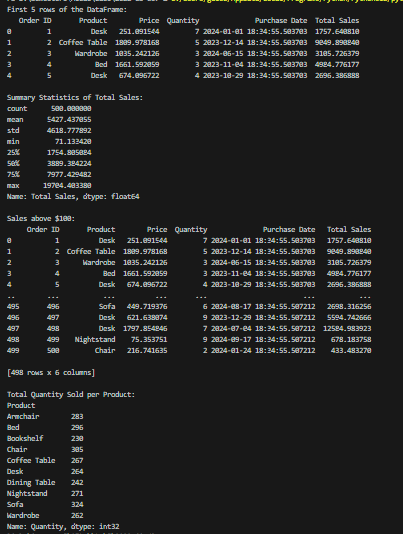 First 5 rows of the DataFrame:
Order ID Product Price Quantity Purchase Date Total Sales
0 1 Desk 251.091544 7 2024-01-01 18:34:55.503703 1757.640810
1 2 Coffee Table 1809.978168 5 2023-12-14 18:34:55.503703 9049.890840
2 3 Wardrobe 1035.242126 3 2024-06-15 18:34:55.503703 3105.726379
3 4 Bed 1661.592059 3 2023-11-04 18:34:55.503703 4984.776177
4 5 Desk 674.096722 4 2023-10-29 18:34:55.503703 2696.386888
Summary Statistics of Total Sales:
count 500.000000
mean 5427.437055
std 4618.777892
min 71.133420
25% 1754.805084
50% 3889.384224
75% 7977.429482
max 19704.403380
Name: Total Sales, dtype: float64
Sales above $100:
Order ID Product Price Quantity Purchase Date Total Sales
0 1 Desk 251.091544 7 2024-01-01 18:34:55.503703 1757.640810
1 2 Coffee Table 1809.978168 5 2023-12-14 18:34:55.503703 9049.890840
2 3 Wardrobe 1035.242126 3 2024-06-15 18:34:55.503703 3105.726379
3 4 Bed 1661.592059 3 2023-11-04 18:34:55.503703 4984.776177
4 5 Desk 674.096722 4 2023-10-29 18:34:55.503703 2696.386888
.. ... ... ... ... ... ...
495 496 Sofa 449.719376 6 2024-08-17 18:34:55.507212 2698.316256
496 497 Desk 621.638074 9 2023-12-29 18:34:55.507212 5594.742666
497 498 Desk 1797.854846 7 2024-07-04 18:34:55.507212 12584.983923
498 499 Nightstand 75.353751 9 2024-09-17 18:34:55.507212 678.183758
499 500 Chair 216.741635 2 2024-01-24 18:34:55.507212 433.483270
[498 rows x 6 columns]
Total Quantity Sold per Product:
Product
Armchair 283
Bed 296
Bookshelf 230
Chair 305
Coffee Table 267
Desk 264
Dining Table 242
Nightstand 271
Sofa 324
Wardrobe 262
Name: Quantity, dtype: int32